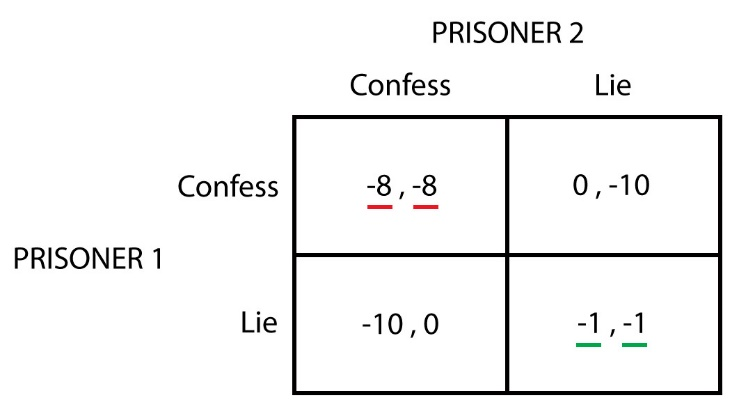 PRISONER 2
Confess Lie
Confess -8 , -8 0 , -10
PRISONER 1
Lie -10 , 0 -1 , -1